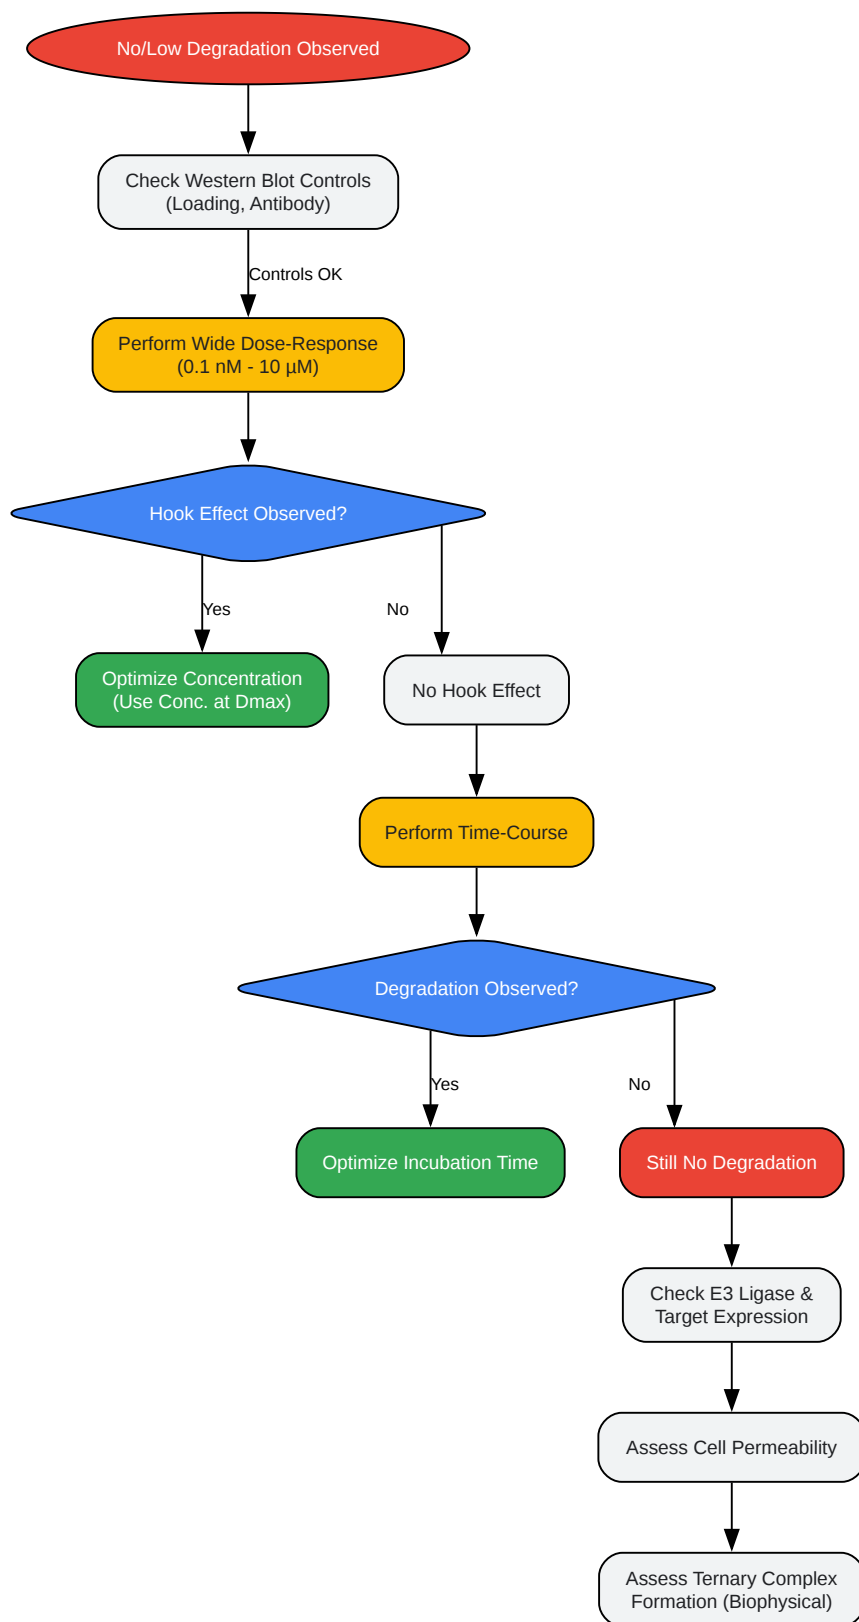 No/Low Degradation Observed
Check Western Blot Controls
(Loading, Antibody)
Controls OK
Perform Wide Dose-Response
(0.1 nM - 10 µM)
Hook Effect Observed?
Yes
No
Optimize Concentration
(Use Conc. at Dmax)
No Hook Effect
Perform Time-Course
Degradation Observed?
Yes
No
Optimize Incubation Time
Still No Degradation
Check E3 Ligase &
Target Expression
Assess Cell Permeability
Assess Ternary Complex
Formation (Biophysical)